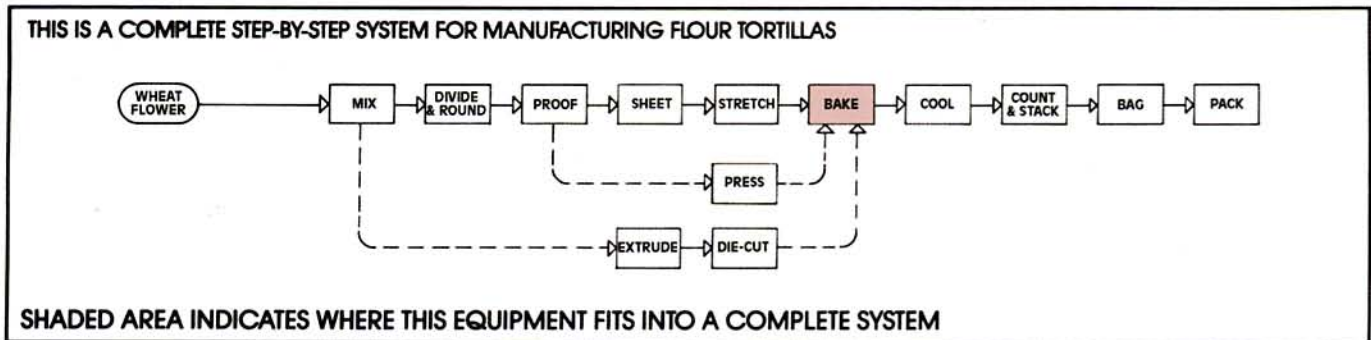 THIS IS A COMPLETE STEP-BY-STEP SYSTEM FOR MANUFACTURING FLOUR TORTILLAS
WHEAT
FLOWER
MIX
DIVIDE
& ROUND
PROOF
SHEET
STRETCH
BAKE
COOL
COUNT
& STACK
BAG
PACK
PRESS
EXTRUDE
DIE-CUT
SHADED AREA INDICATES WHERE THIS EQUIPMENT FITS INTO A COMPLETE SYSTEM